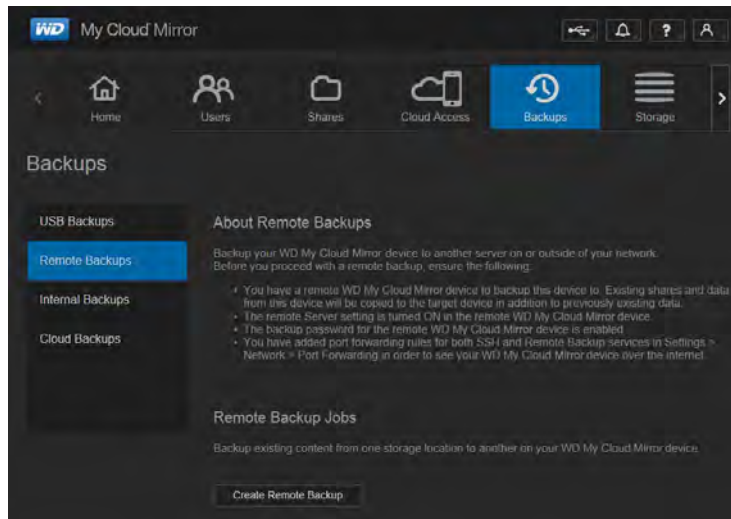 WD My Cloud Mirror
?
Home Users Shares Cloud Access Backups Storage
Backups
USB Backups
Remote Backups
Internal Backups
Cloud Backups
About Remote Backups
Backup your WD My Cloud Mirror device to another server on or outside of your network.
Before you proceed with a remote backup, ensure the following:
• You have a remote WD My Cloud Mirror device to backup this device to. Existing shares and data
from this device will be copied to the target device in addition to previously existing data.
• The remote Server setting is turned ON in the remote WD My Cloud Mirror device.
• The backup password for the remote WD My Cloud Mirror device is enabled
• You have added port forwarding rules for both SSH and Remote Backup services in Settings >
Network > Port Forwarding in order to see your WD My Cloud Mirror device over the internet.
Remote Backup Jobs
Backup existing content from one storage location to another on your WD My Cloud Mirror device.
Create Remote Backup